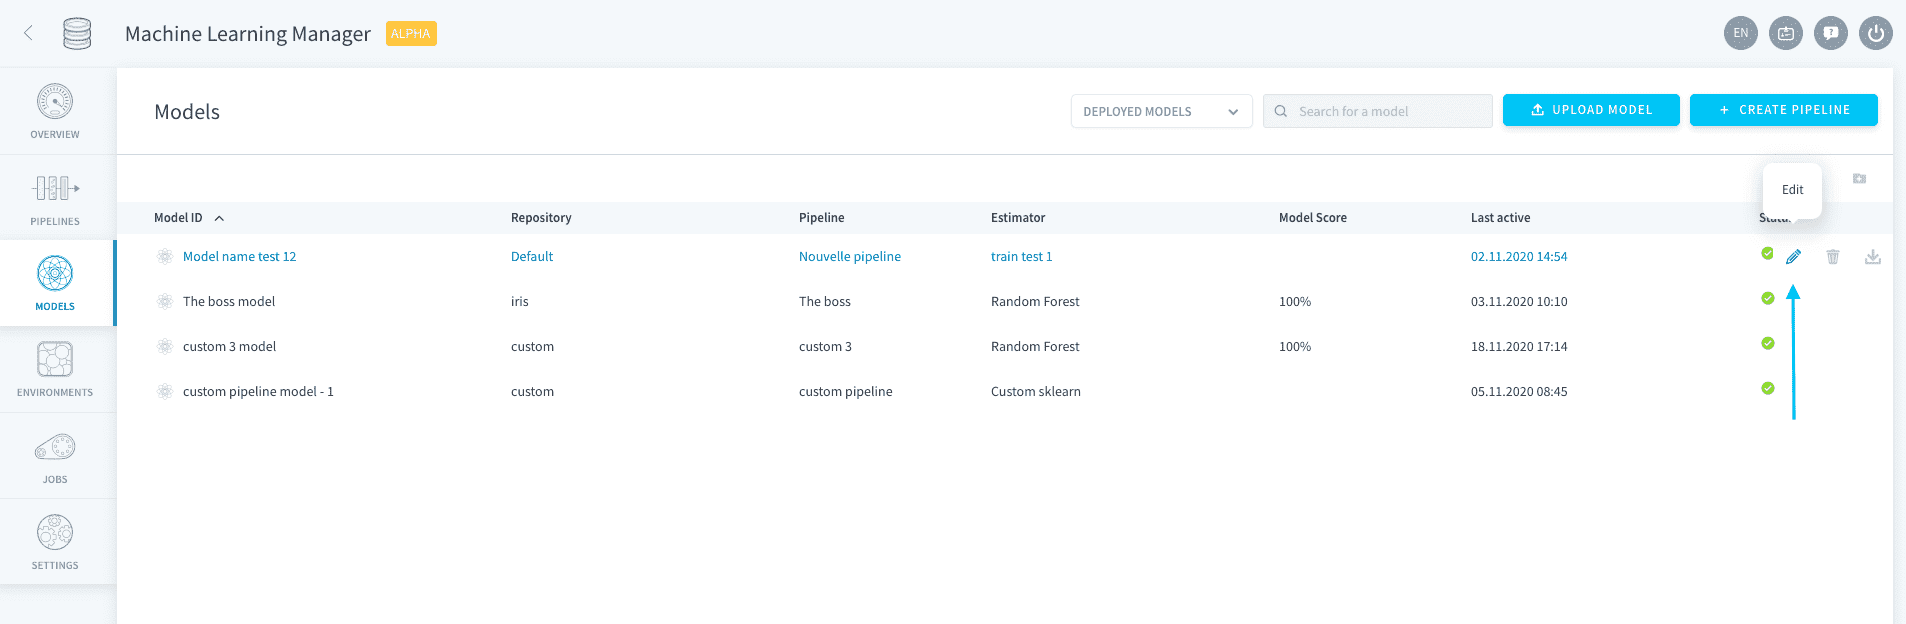 Machine Learning Manager ALPHA
EN
OVERVIEW
PIPELINES
MODELS
ENVIRONMENTS
JOBS
SETTINGS
Models
DEPLOYED MODELS
Search for a model
UPLOAD MODEL
+ CREATE PIPELINE
Edit
Model ID Repository Pipeline Estimator Model Score Last active Status
Model name test 12 Default Nouvelle pipeline train test 1 02.11.2020 14:54
The boss model iris The boss Random Forest 100% 03.11.2020 10:10
custom 3 model custom custom 3 Random Forest 100% 18.11.2020 17:14
custom pipeline model - 1 custom custom pipeline Custom sklearn 05.11.2020 08:45